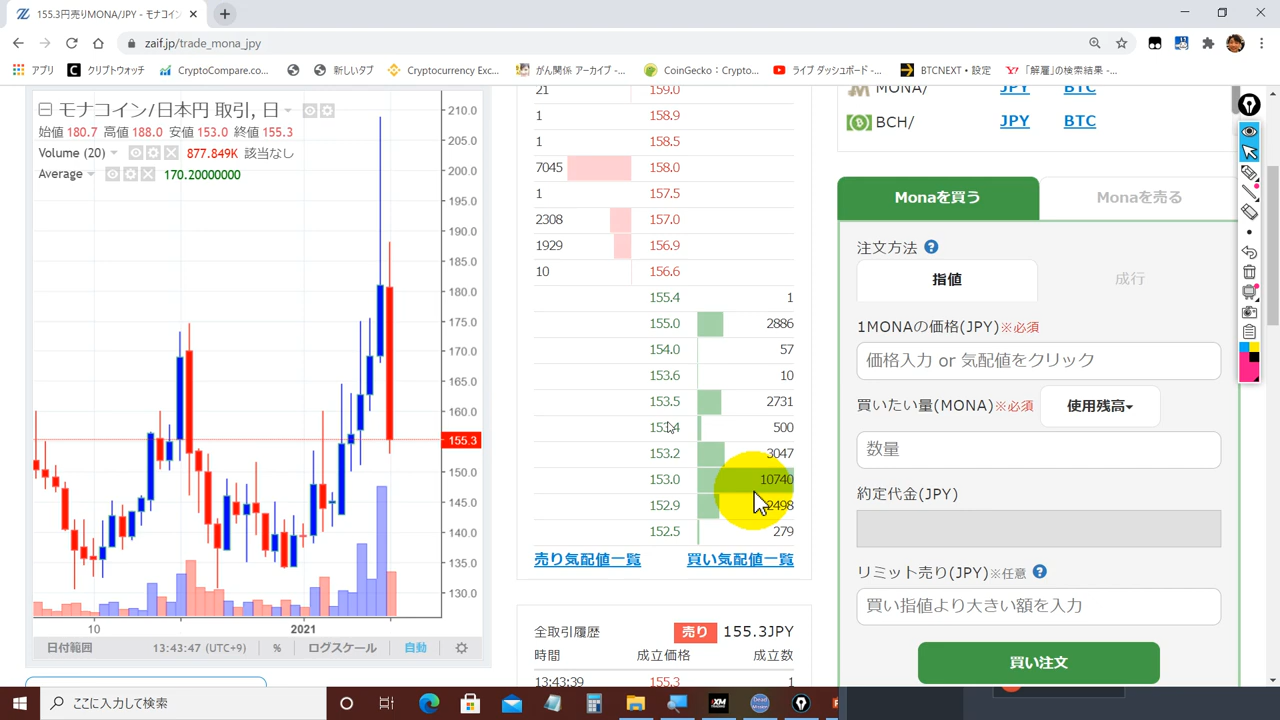 155.3円売りMONA/JPY - モナコイン
zaif.jp/trade_mona_jpy
アプリ
クリプトウォッチ
CryptoCompare.co...
新しいタブ
Cryptocurrency Exc...
がん関係 アーカイブ -...
CoinGecko：Crypto...
ライブ ダッシュボード -...
BTCNEXT・設定
「解雇」の検索結果 -...
モナコイン/日本円 取引, 日
始値 180.7 高値 188.0 安値 153.0 終値 155.3
Volume (20) 877.849K 該当なし
Average 170.20000000
210.0
205.0
200.0
195.0
190.0
185.0
180.0
175.0
170.0
165.0
160.0
155.3
150.0
145.0
140.0
135.0
130.0
10 2021
日付範囲 13:43:47 (UTC+9) % ログスケール 自動
21 159.0
1 158.9
1 158.5
7045 158.0
1 157.5
2308 157.0
1929 156.9
10 156.6
155.4 1
155.0 2886
154.0 57
153.6 10
153.5 2731
500
153.2 3047
153.0 10740
152.9 2498
152.5 279
売り気配値一覧 買い気配値一覧
全取引履歴 売り 155.3JPY
時間 成立価格 成立数
13:43:39 155.3 1
MONA/ JPY BTC
BCH/ JPY BTC
Monaを買う Monaを売る
注文方法 ?
指値 成行
1MONAの価格(JPY)※必須
価格入力 or 気配値をクリック
買いたい量(MONA)※必須 使用残高
数量
約定代金(JPY)
リミット売り(JPY)※任意 ?
買い指値より大きい額を入力
買い注文
ここに入力して検索
XM